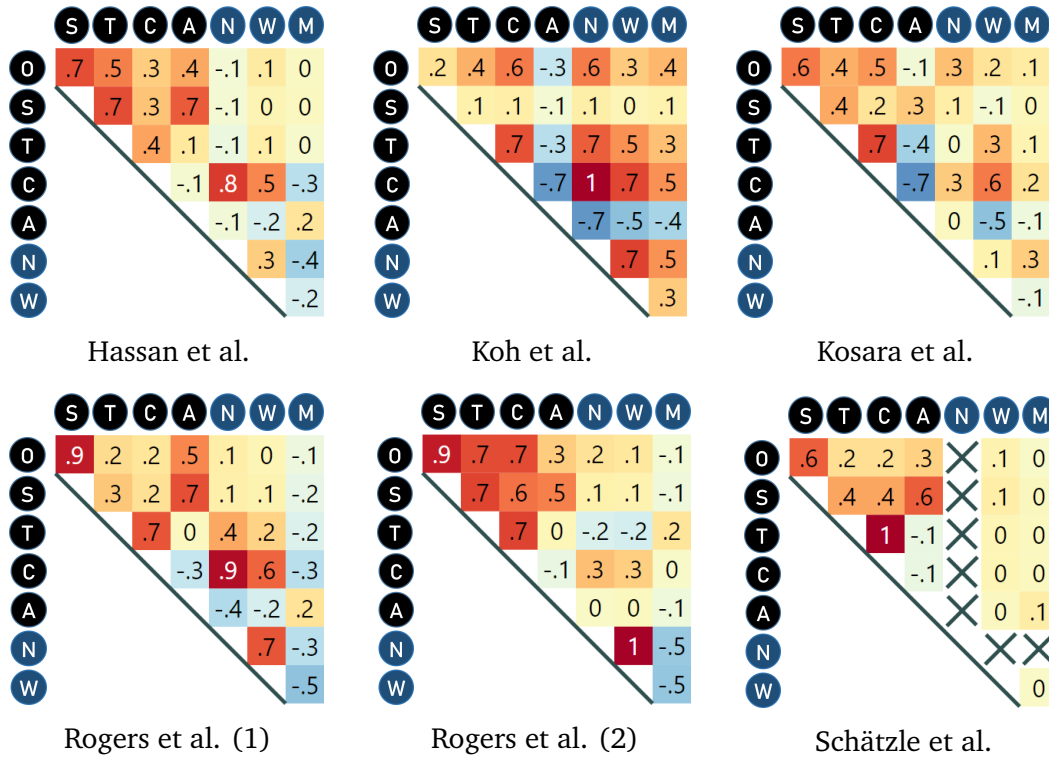 S T C A N W M
O .7 .5 .3 .4 -.1 .1 0
S .7 .3 .7 -.1 0 0
T .4 .1 -.1 .1 0
C -.1 .8 .5 -.3
A -.1 -.2 .2
N .3 -.4
W -.2
Hassan et al.
S T C A N W M
O .2 .4 .6 -.3 .6 .3 .4
S .1 .1 -.1 .1 0 .1
T .7 -.3 .7 .5 .3
C -.7 1 .7 .5
A -.7 -.5 -.4
N .7 .5
W .3
Koh et al.
S T C A N W M
O .6 .4 .5 -.1 .3 .2 .1
S .4 .2 .3 .1 -.1 0
T .7 -.4 0 .3 .1
C -.7 .3 .6 .2
A 0 -.5 -.1
N .1 .3
W -.1
Kosara et al.
S T C A N W M
O .9 .2 .2 .5 .1 0 -.1
S .3 .2 .7 .1 .1 -.2
T .7 0 .4 .2 -.2
C -.3 .9 .6 -.3
A -.4 -.2 .2
N .7 -.3
W -.5
Rogers et al. (1)
S T C A N W M
O .9 .7 .7 .3 .2 .1 -.1
S .7 .6 .5 .1 .1 -.1
T .7 0 -.2 -.2 .2
C -.1 .3 .3 0
A 0 0 -.1
N 1 -.5
W -.5
Rogers et al. (2)
S T C A N W M
O .6 .2 .2 .3 .1 0
S .4 .4 .6 .1 0
T 1 -.1 0 0
C -.1 0 0
A 0 .1
N
W 0
Schätzle et al.